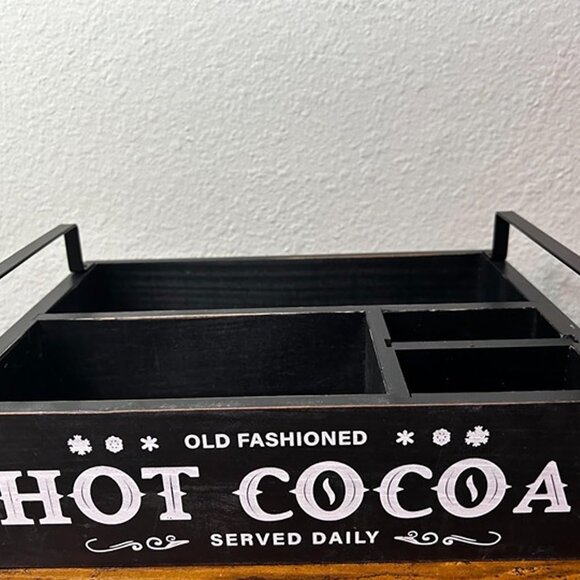 OLD FASHIONED
HOT COCOA
SERVED DAILY